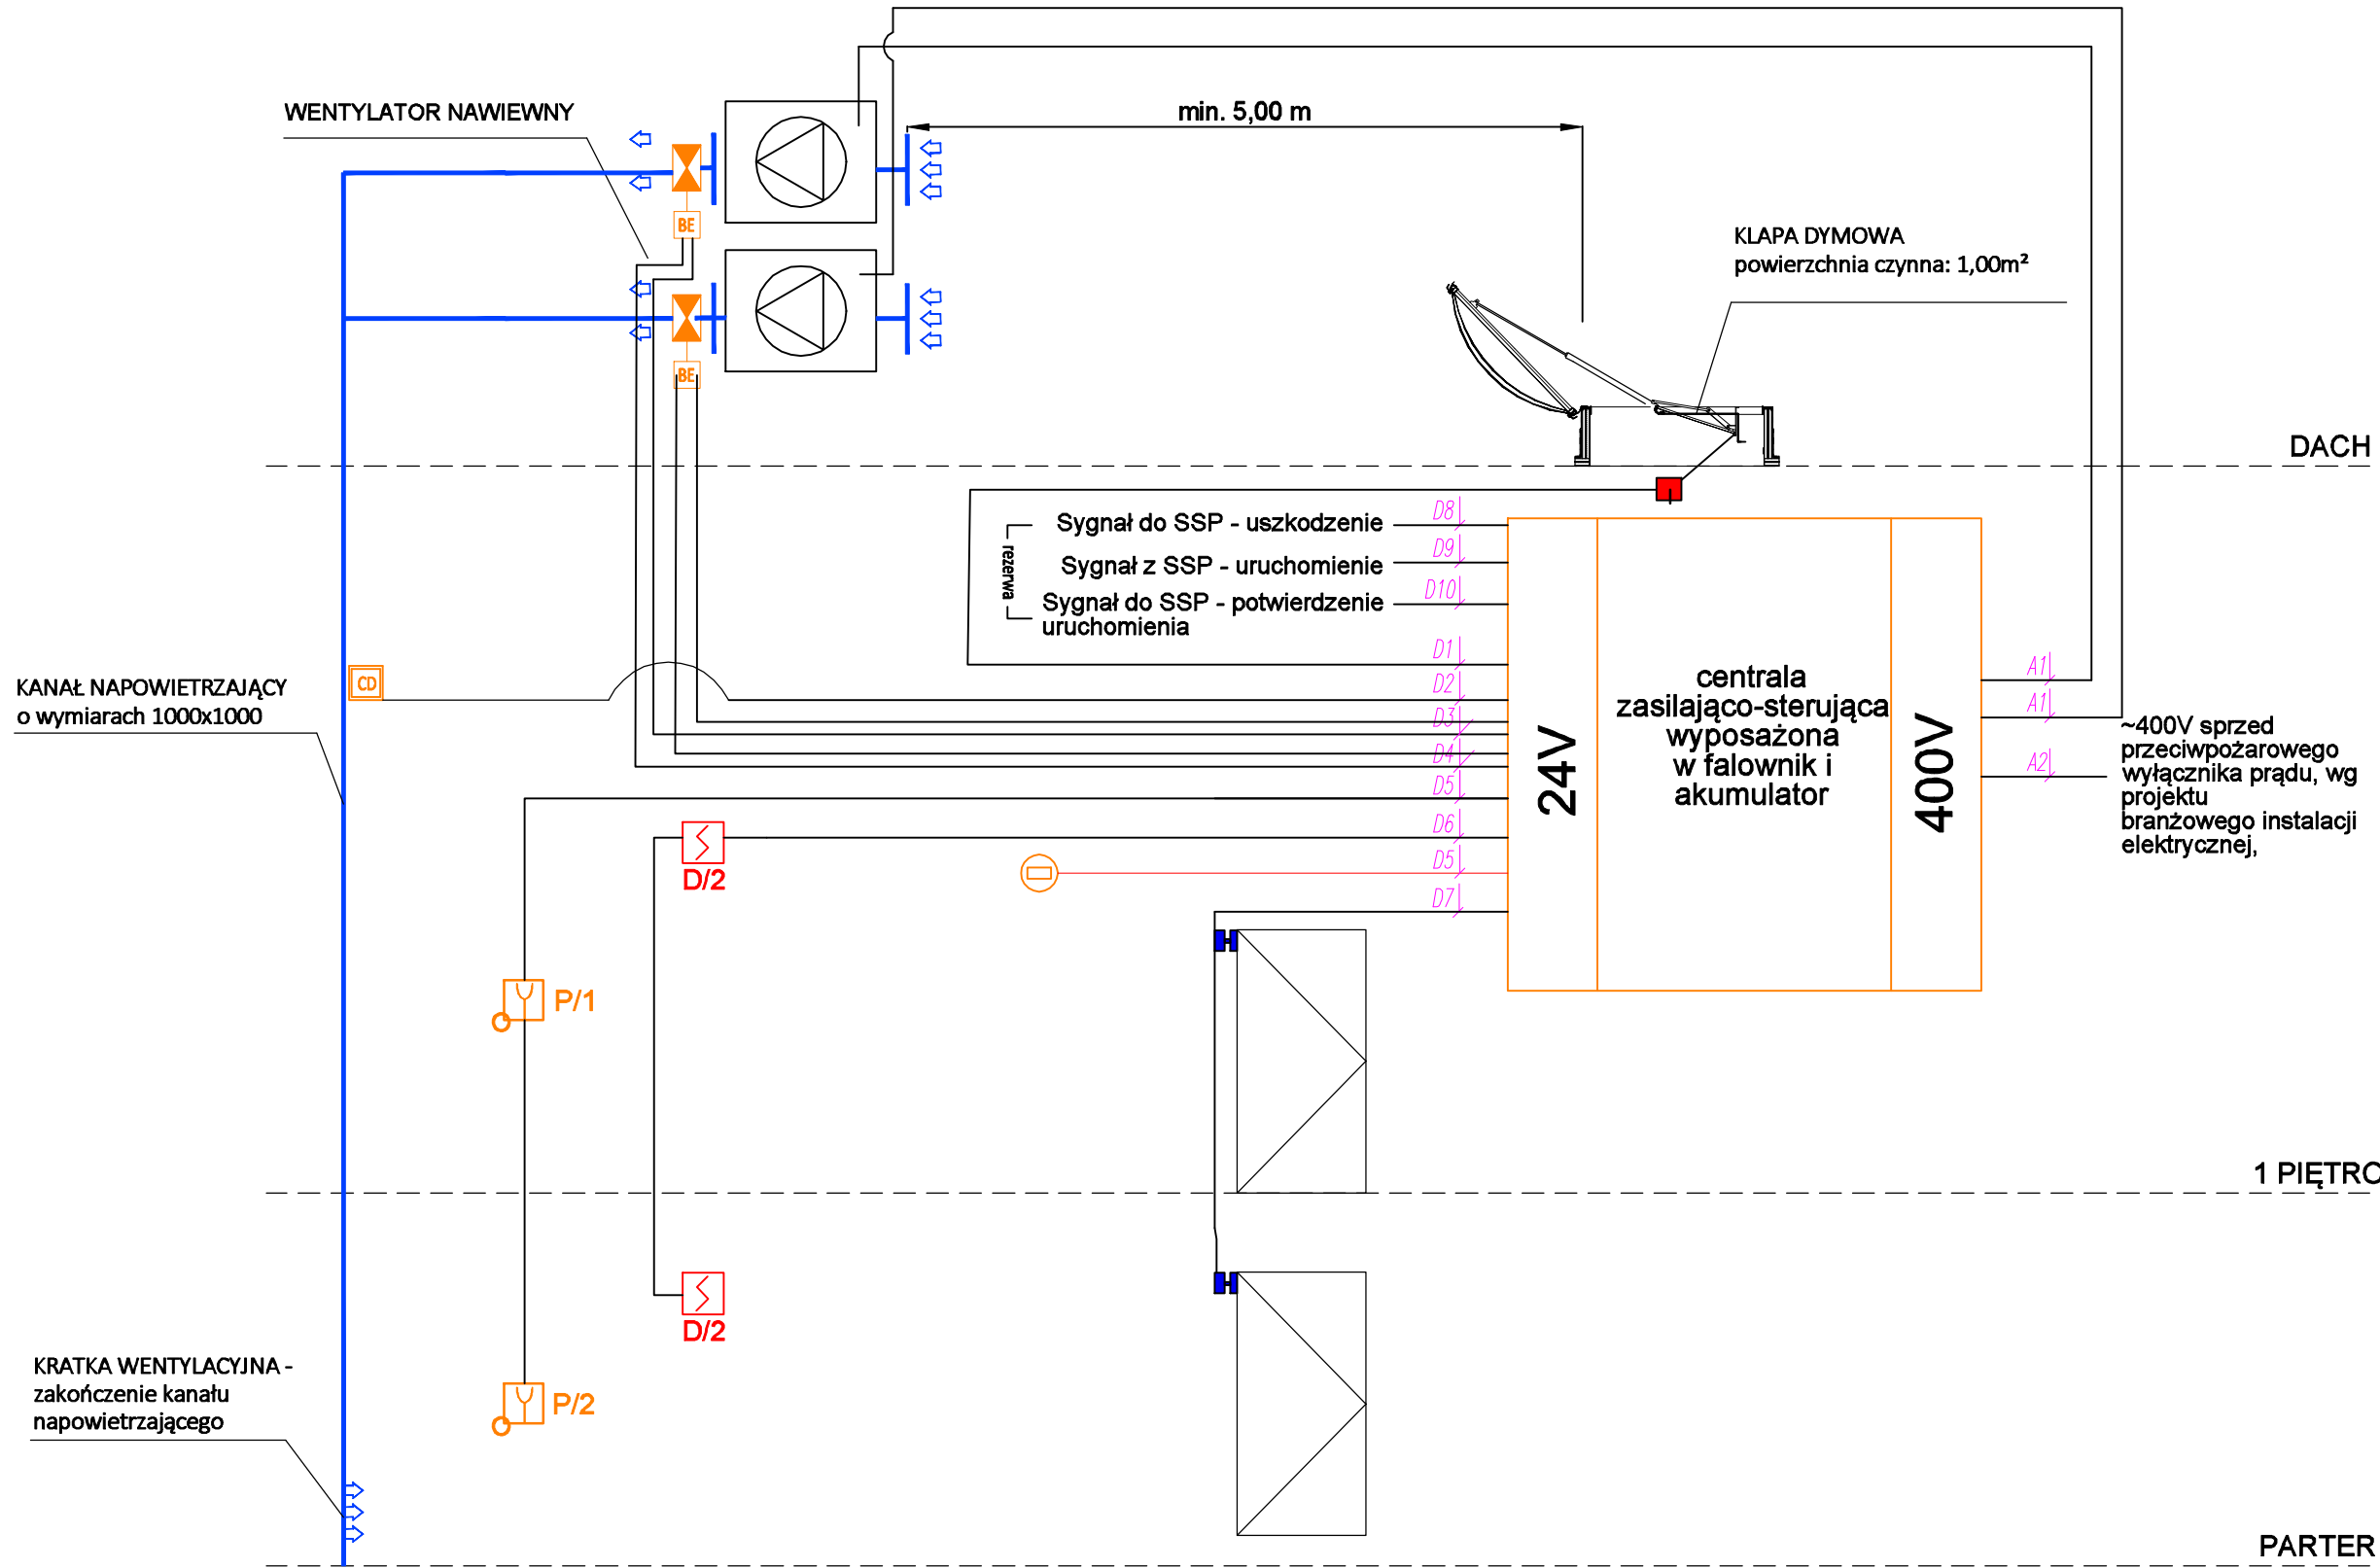 WENTYLATOR NAWIEWNY
min. 5,00 m
BE
BE
KLAPA DYMOWA
powierzchnia czynna: 1,00m²
DACH
rezerwa
Sygnał do SSP - uszkodzenie
D8
Sygnał z SSP - uruchomienie
D9
Sygnał do SSP - potwierdzenie
uruchomienia
D10
D1
D2
D3
D4
D5
D6
D5
D7
24V
centrala
zasilająco-sterująca
wyposażona
w falownik i
akumulator
400V
A1
A1
A2
~400V sprzed
przeciwpożarowego
wyłącznika prądu, wg
projektu
branżowego instalacji
elektrycznej,
KANAŁ NAPOWIETRZAJĄCY
o wymiarach 1000x1000
CD
D/2
P/1
1 PIĘTRO
D/2
P/2
KRATKA WENTYLACYJNA -
zakończenie kanału
napowietrzającego
PARTER